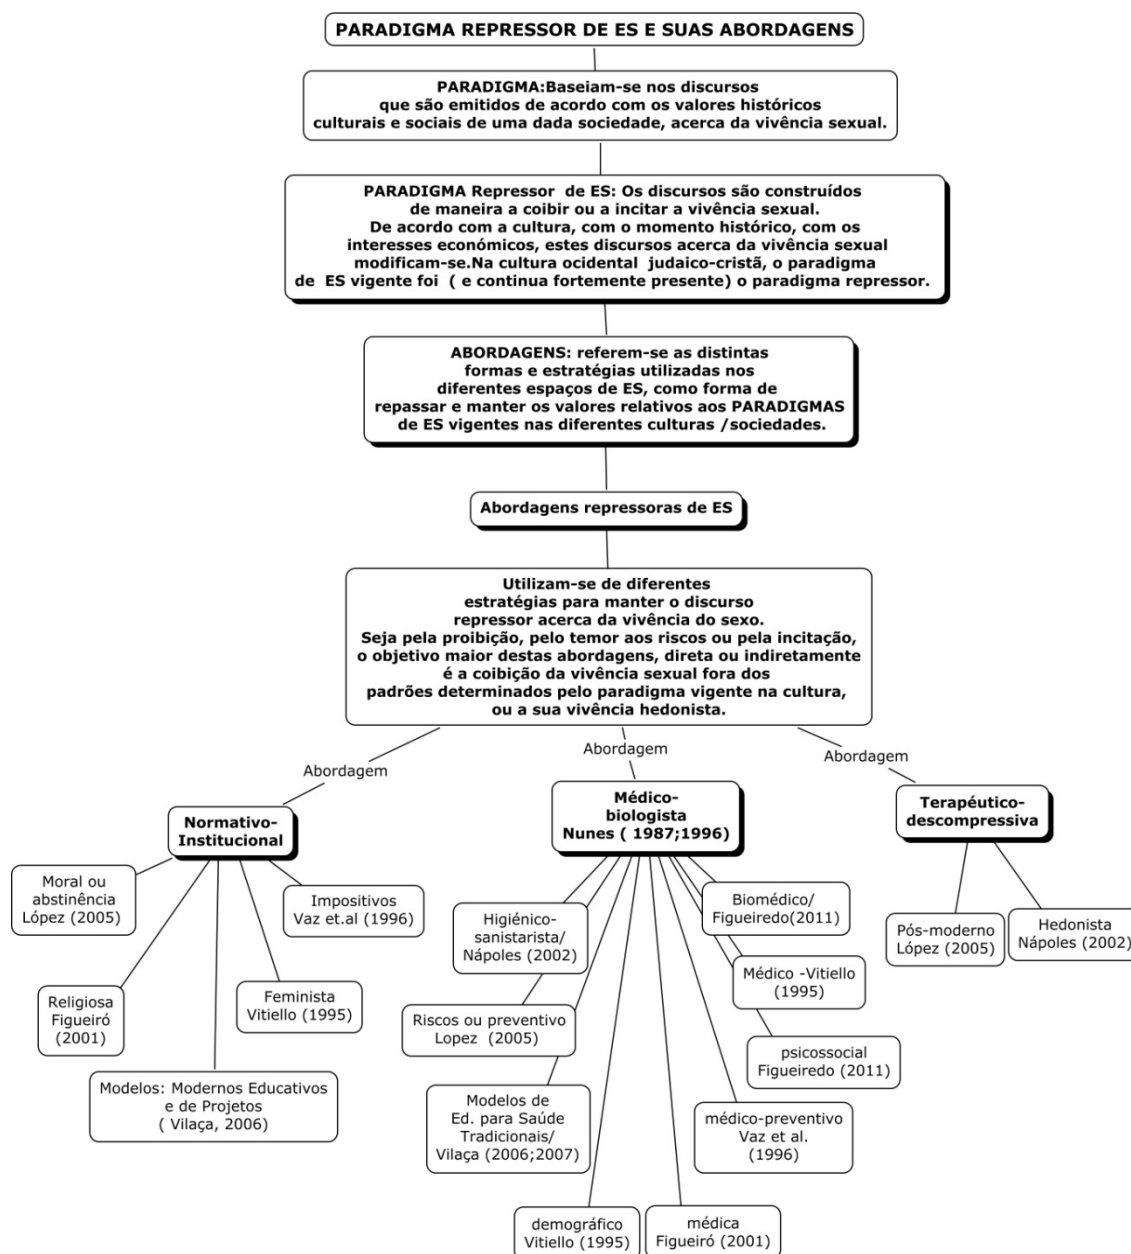 PARADIGMA REPRESSOR DE ES E SUAS ABORDAGENS
PARADIGMA:Baseiam-se nos discursos
que são emitidos de acordo com os valores históricos
culturais e sociais de uma dada sociedade, acerca da vivência sexual.
PARADIGMA Repressor de ES: Os discursos são construídos
de maneira a coibir ou a incitar a vivência sexual.
De acordo com a cultura, com o momento histórico, com os
interesses económicos, estes discursos acerca da vivência sexual
modificam-se.Na cultura ocidental judaico-cristã, o paradigma
de ES vigente foi ( e continua fortemente presente) o paradigma repressor.
ABORDAGENS: referem-se as distintas
formas e estratégias utilizadas nos
diferentes espaços de ES, como forma de
repassar e manter os valores relativos aos PARADIGMAS
de ES vigentes nas diferentes culturas /sociedades.
Abordagens repressoras de ES
Utilizam-se de diferentes
estratégias para manter o discurso
repressor acerca da vivência do sexo.
Seja pela proibição, pelo temor aos riscos ou pela incitação,
o objetivo maior destas abordagens, direta ou indiretamente
é a coibição da vivência sexual fora dos
padrões determinados pelo paradigma vigente na cultura,
ou a sua vivência hedonista.
Abordagem
Abordagem
Abordagem
Normativo-
Institucional
Médico-
biologista
Nunes ( 1987;1996)
Terapéutico-
descompressiva
Moral ou
abstinência
López (2005)
Impositivos
Vaz et.al (1996)
Religiosa
Figueiró
(2001)
Feminista
Vitiello (1995)
Modelos: Modernos Educativos
e de Projetos
( Vilaça, 2006)
Higiénico-
sanistarista/
Nápoles (2002)
Biomédico/
Figueiredo(2011)
Médico -Vitiello
(1995)
Riscos ou preventivo
Lopez (2005)
psicossocial
Figueiredo (2011)
Modelos de
Ed. para Saúde
Tradicionais/
Vilaça (2006;2007)
médico-preventivo
Vaz et al.
(1996)
demográfico
Vitiello (1995)
médica
Figueiró (2001)
Pós-moderno
López (2005)
Hedonista
Nápoles (2002)